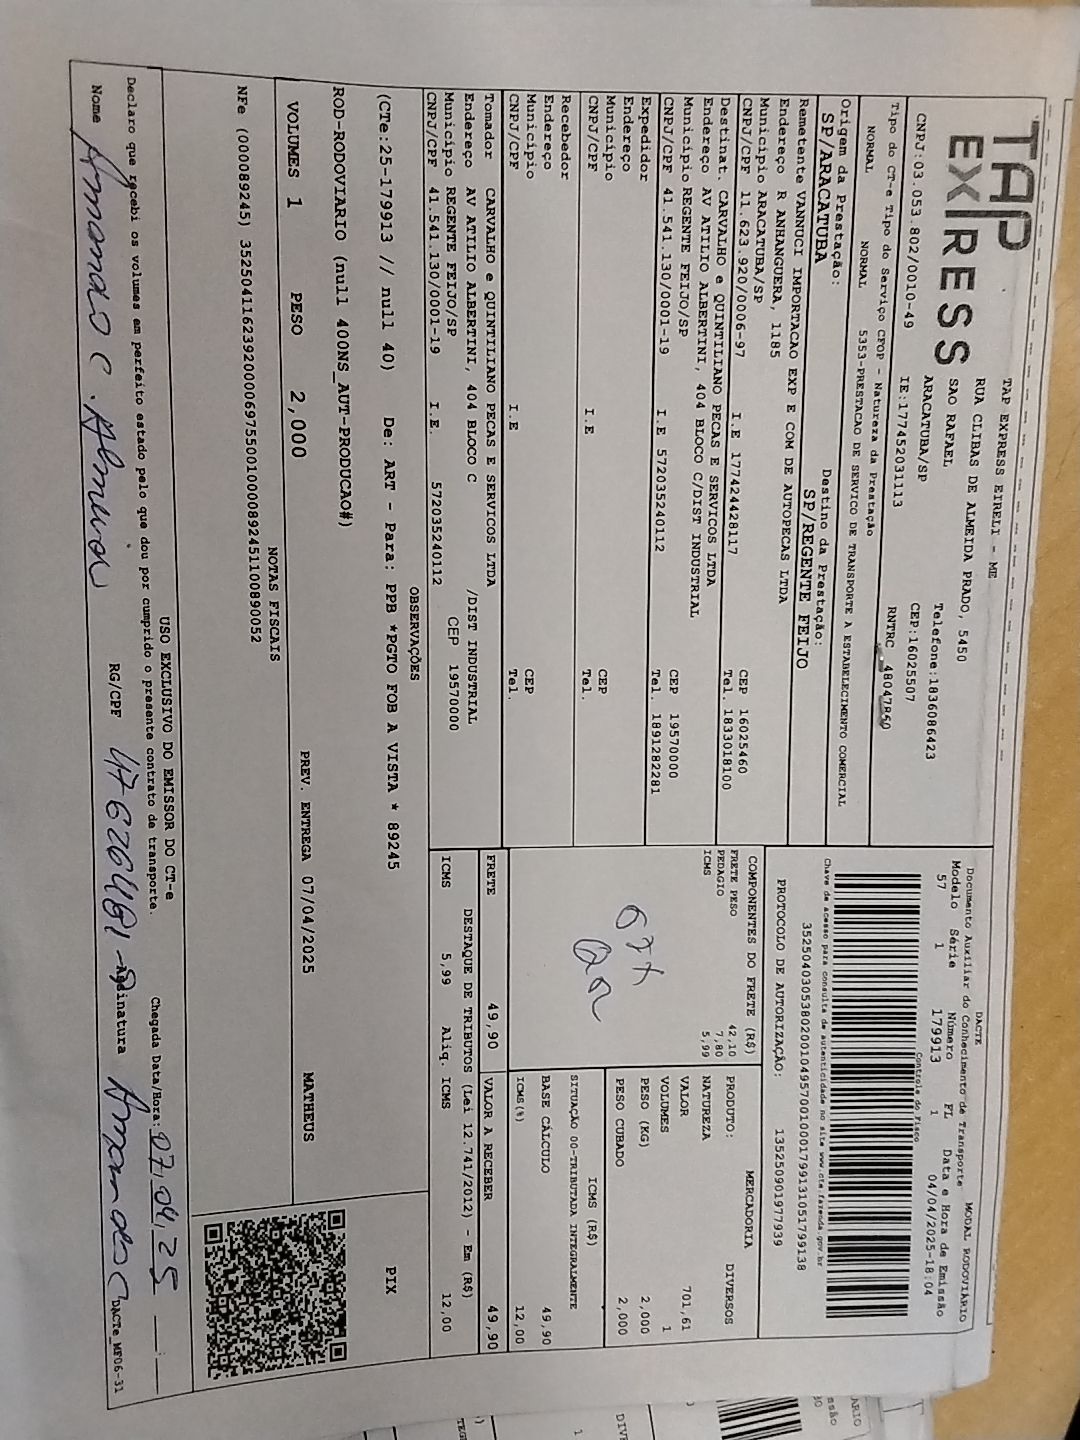 TAP
EXPRESS
TAP EXPRESS EIRELI - ME
RUA CLIBAS DE ALMEIDA PRADO, 5450
SAO RAFAEL
ARACATUBA/SP
Telefone:1836086423
CEP:16025507
CNPJ:03.053.802/0010-49 IE:177452031113 RNTRC 48047850
Tipo do CT-e Tipo do Serviço CFOP - Natureza da Prestação
NORMAL NORMAL 5353-PRESTACAO DE SERVICO DE TRANSPORTE A ESTABELECIMENTO COMERCIAL
Origem da Prestação: Destino da Prestação:
SP/ARACATUBA SP/REGENTE FEIJO
Remetente VANNUCI IMPORTACAO EXP E COM DE AUTOPECAS LTDA
Endereço R ANHANGUERA, 1185
Município ARACATUBA/SP CEP 16025460
CNPJ/CPF 11.623.920/0006-97 I.E 177424428117 Tel. 1833018100
Destinat. CARVALHO e QUINTILIANO PECAS E SERVICOS LTDA
Endereço AV ATILIO ALBERTINI, 404 BLOCO C/DIST INDUSTRIAL
Município REGENTE FEIJO/SP CEP 19570000
CNPJ/CPF 41.541.130/0001-19 I.E 572035240112 Tel. 1891282281
Expedidor
Endereço
Município CEP
CNPJ/CPF I.E Tel.
Recebedor
Endereço
Município CEP
CNPJ/CPF I.E Tel.
Tomador CARVALHO e QUINTILIANO PECAS E SERVICOS LTDA
Endereço AV ATILIO ALBERTINI, 404 BLOCO C /DIST INDUSTRIAL
Município REGENTE FEIJO/SP CEP 19570000
CNPJ/CPF 41.541.130/0001-19 I.E. 572035240112
DACTE MODAL RODOVIÁRIO
Documento Auxiliar do Conhecimento de Transporte
Modelo Série Número FL Data e Hora de Emissão
57 1 179913 1 04/04/2025-18:04
Controle do Fisco
Chave de acesso para consulta de autenticidade no site www.cte.fazenda.gov.br
35250403053802001049570010001799131051799138
PROTOCOLO DE AUTORIZAÇÃO: 135250901977939
COMPONENTES DO FRETE (R$)
FRETE PESO 42,10
PEDAGIO 7,80
ICMS 5,99
PRODUTO: MERCADORIA
NATUREZA DIVERSOS
VALOR 701,61
VOLUMES 1
PESO (KG) 2,000
PESO CUBADO 2,000
ICMS (R$)
SITUAÇÃO 00-TRIBUTADA INTEGRALMENTE
BASE CÁLCULO 49,90
ICMS(%) 12,00
FRETE 49,90 VALOR A RECEBER 49,90
DESTAQUE DE TRIBUTOS (Lei 12.741/2012) - Em (R$)
ICMS 5,99 Aliq. ICMS 12,00
OBSERVAÇÕES
(CTe:25-179913 // null 40) De: ART - Para: PPB *PGTO FOB A VISTA * 89245
PIX
ROD-RODOVIARIO (null 400NS_AUT-PRODUCAO#)
VOLUMES 1 PESO 2,000 PREV. ENTREGA 07/04/2025 MATHEUS
NOTAS FISCAIS
NFe (000089245) 35250411623920000697550010000892451100890052
USO EXCLUSIVO DO EMISSOR DO CT-e
Declaro que recebi os volumes em perfeito estado pelo que dou por cumprido o presente contrato de transporte.
Chegada Data/Hora: 07.04.25
Nome Amanda C. RG/CPF Assinatura Amanda C
DACTe_MF06-31